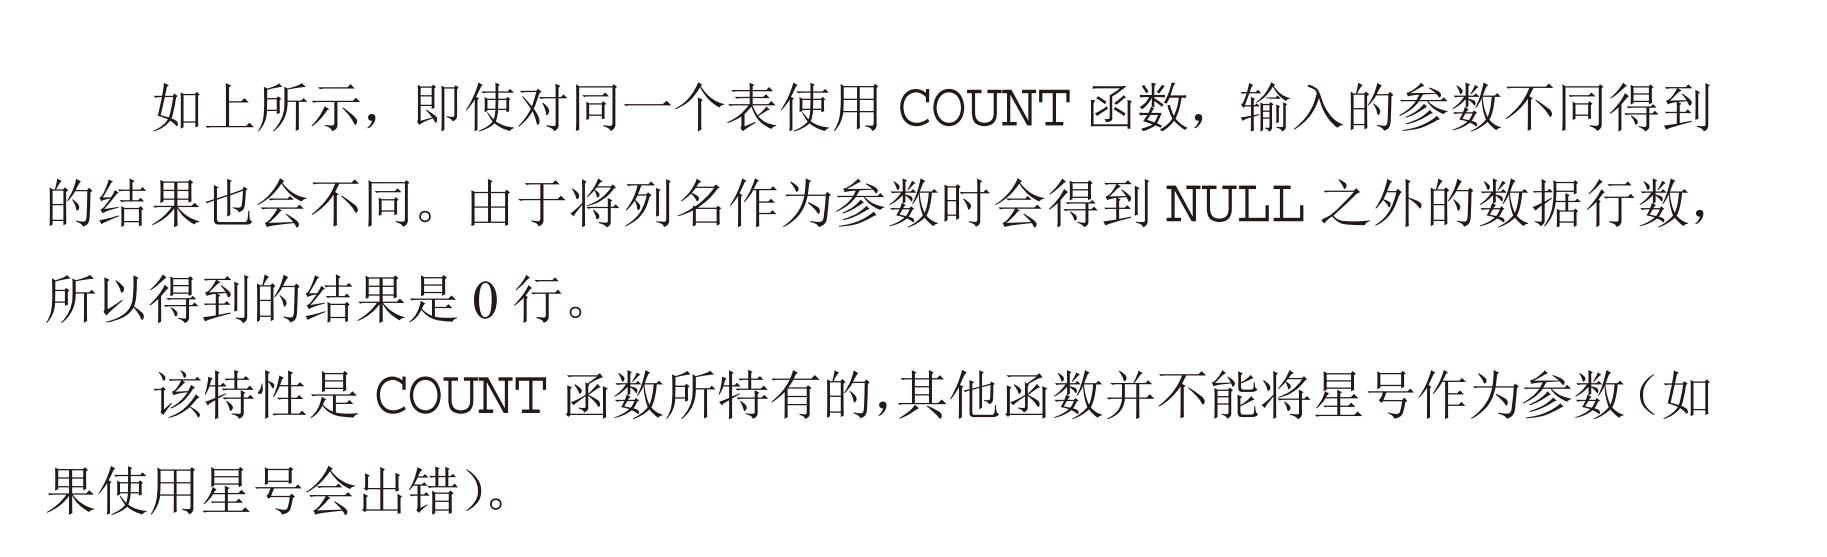 如上所示，即使对同一个表使用 COUNT 函数，输入的参数不同得到
的结果也会不同。由于将列名作为参数时会得到 NULL 之外的数据行数，
所以得到的结果是 0 行。
该特性是 COUNT 函数所特有的，其他函数并不能将星号作为参数（如
果使用星号会出错）。